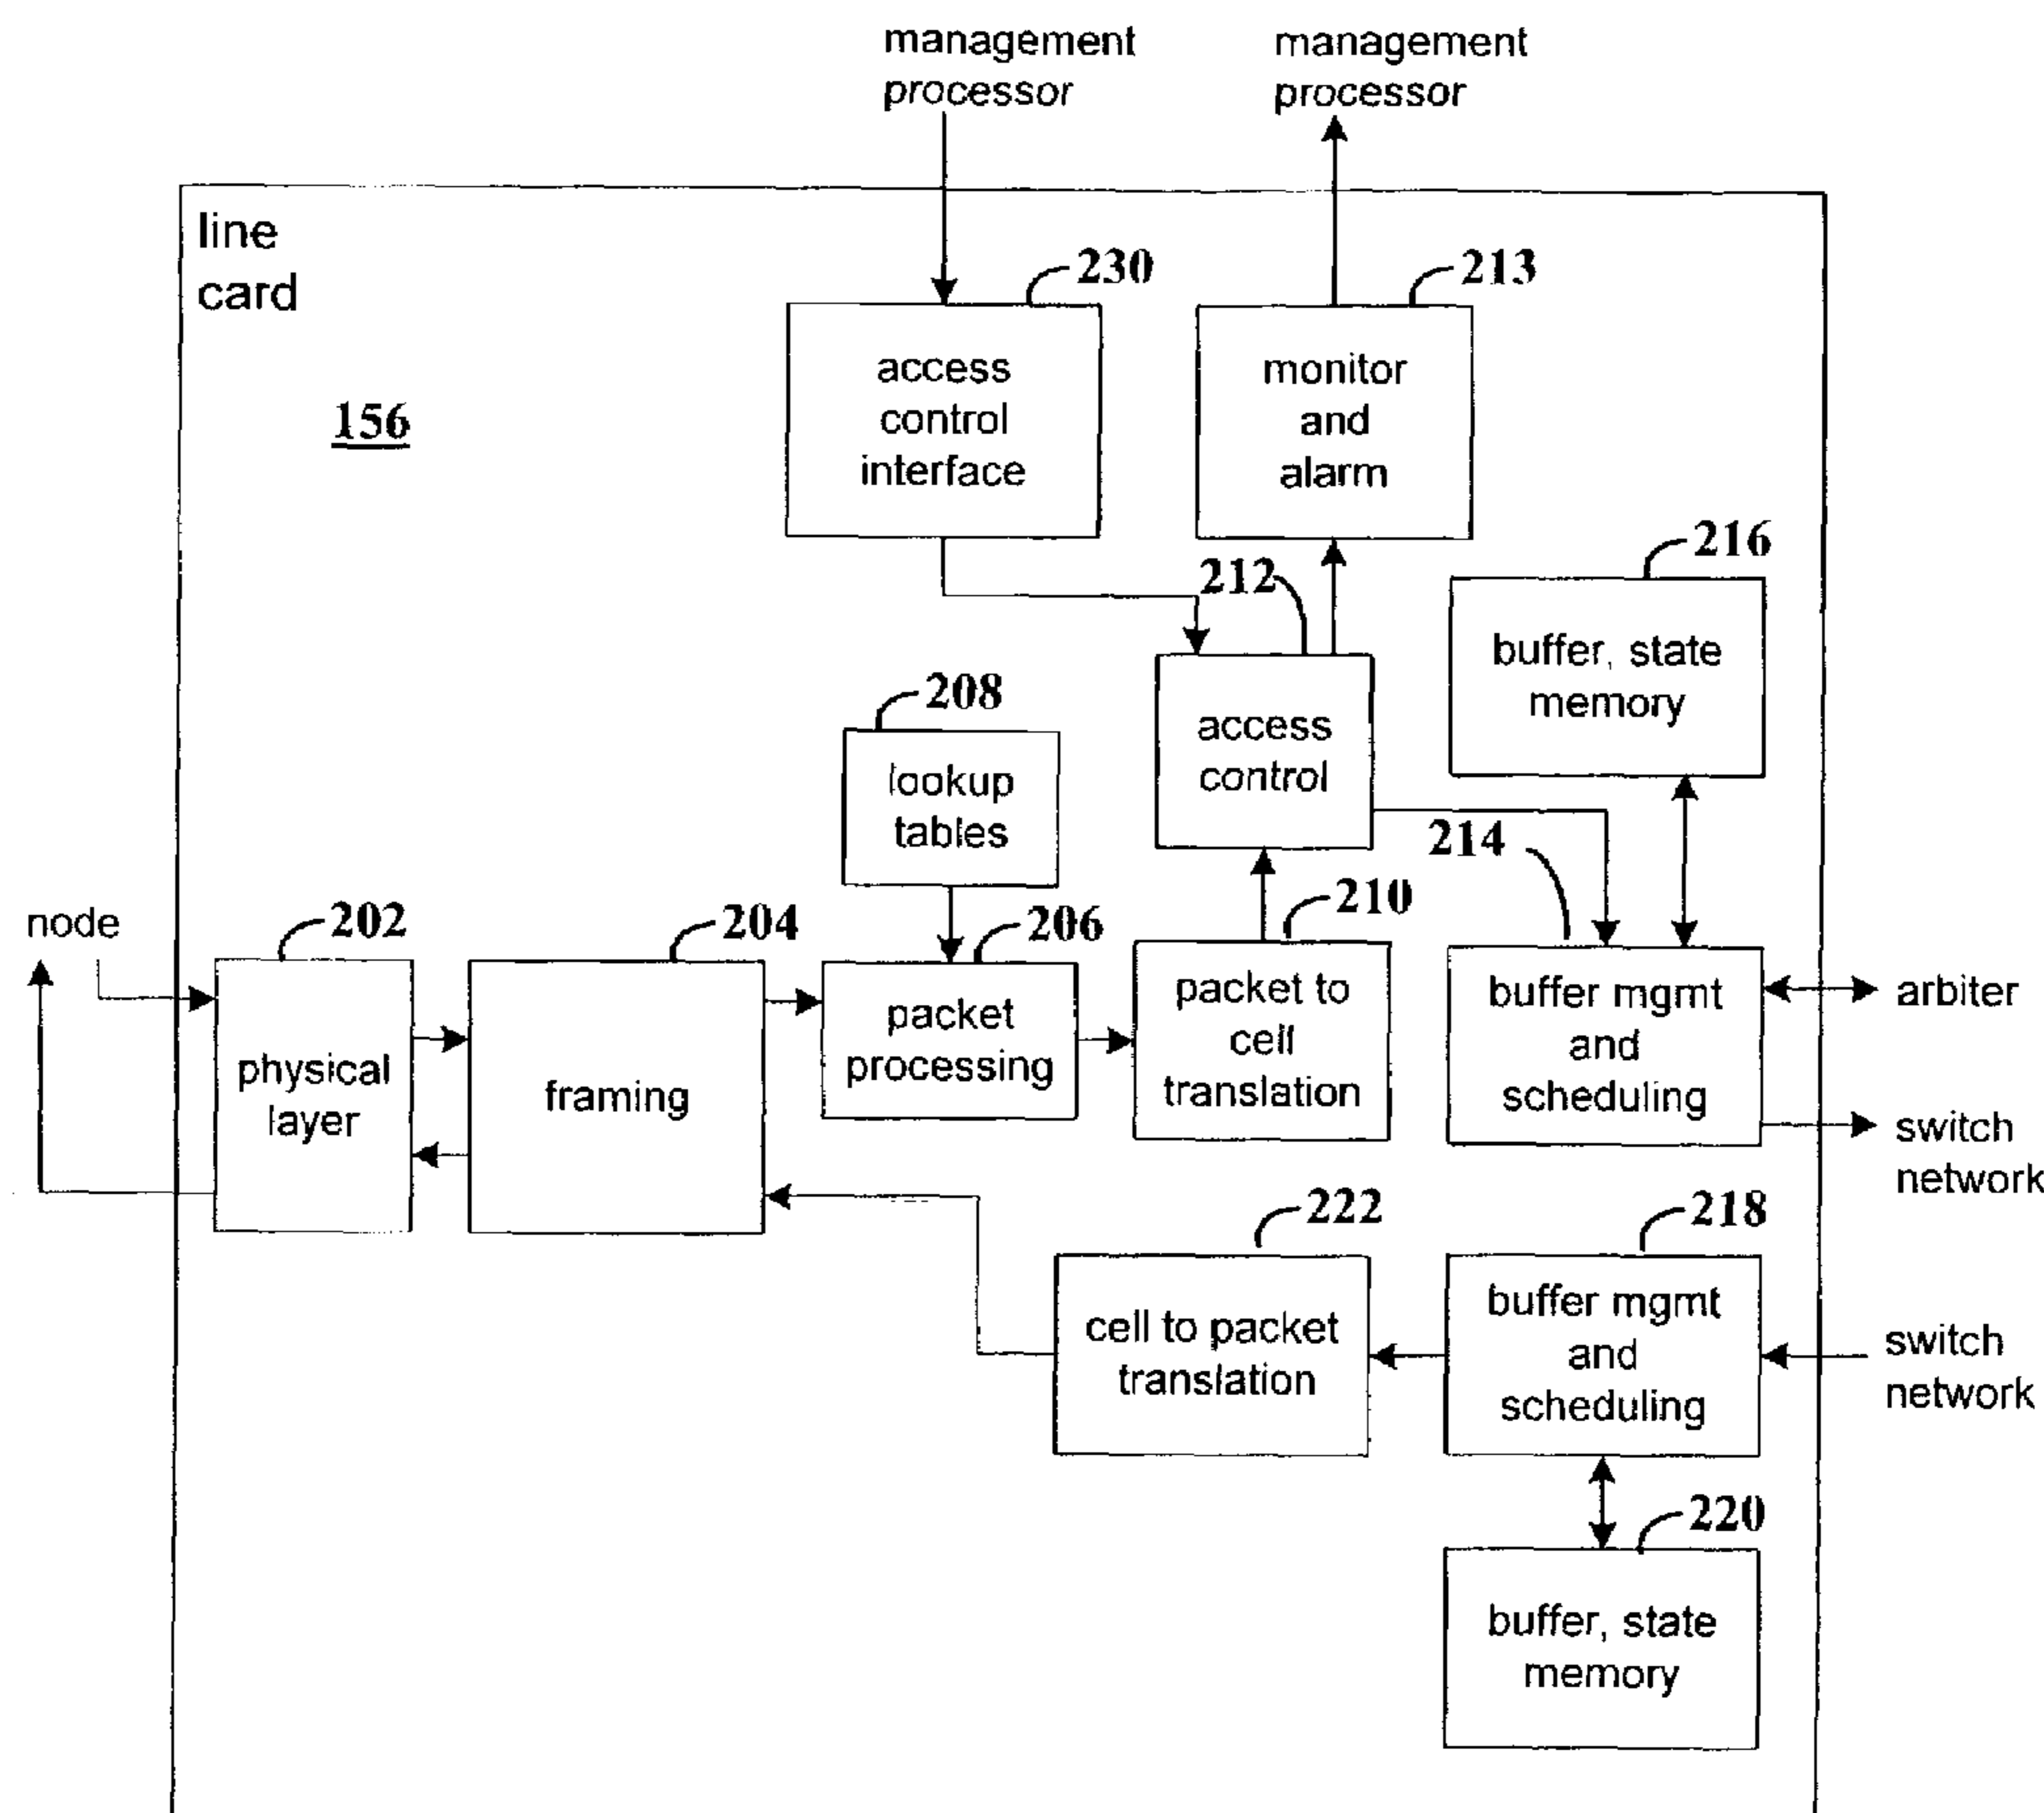 management
processor
management
processor
line
card
156
230
213
access
control
interface
monitor
and
alarm
216
212
buffer, state
memory
208
access
control
lookup
tables
214
node
202
204
206
210
physical
layer
framing
packet
processing
packet to
cell
translation
buffer mgmt
and
scheduling
arbiter
switch
network
222
218
cell to packet
translation
buffer mgmt
and
scheduling
switch
network
220
buffer, state
memory